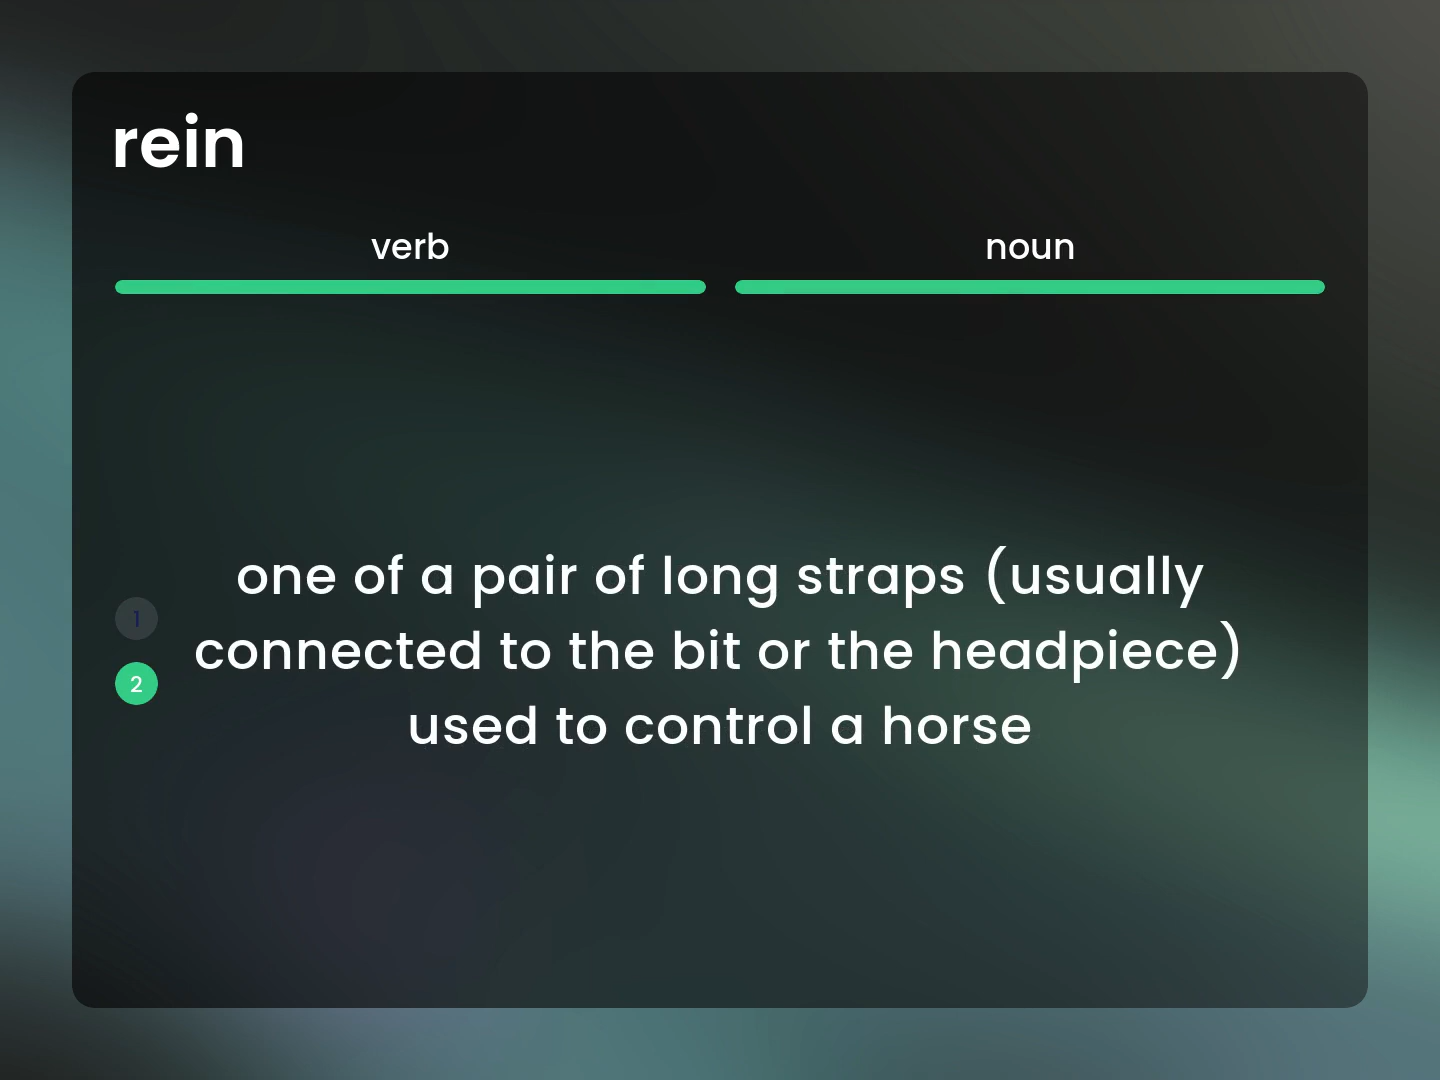 rein
verb
noun
one of a pair of long straps (usually
connected to the bit or the headpiece)
used to control a horse
1
2